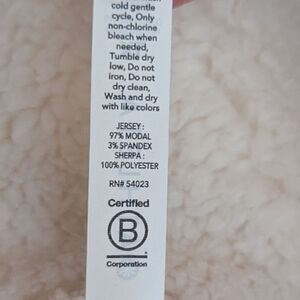 cold gentle
cycle, Only
non-chlorine
bleach when
needed,
Tumble dry
low, Do not
iron, Do not
dry clean,
Wash and dry
with like colors
JERSEY :
97% MODAL
3% SPANDEX
SHERPA :
100% POLYESTER
RN# 54023
Certified
B
Corporation